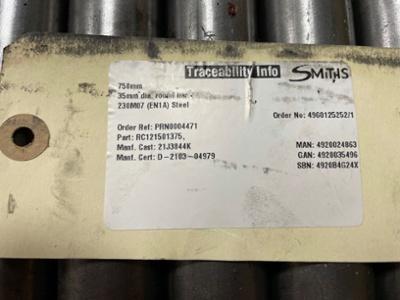 Traceability Info SMiTHS
750mm
35mm dia. round bar
230M07 (EN1A) Steel
Order No: 4960125252/1
Order Ref: PRN0004471
Part: RC121501375,
Manf. Cast: 21J3844K MAN: 4920024863
Manf. Cert: D-2103-04979 GAN: 4920035496
SBN: 4920B4G24X